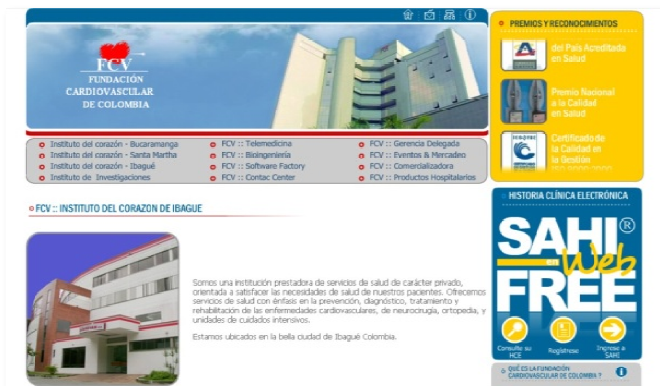 FCV
FUNDACIÓN
CARDIOVASCULAR
DE COLOMBIA
Instituto del corazón - Bucaramanga
Instituto del corazón - Santa Martha
Instituto del corazón - Ibagué
Instituto de Investigaciones
FCV :: Telemedicina
FCV :: Bioingeniería
FCV :: Software Factory
FCV :: Contac Center
FCV :: Gerencia Delegada
FCV :: Eventos & Mercadeo
FCV :: Comercializadora
FCV :: Productos Hospitalarios
FCV :: INSTITUTO DEL CORAZON DE IBAGUE
Somos una institución prestadora de servicios de salud de carácter privado,
orientada a satisfacer las necesidades de salud de nuestros pacientes. Ofrecemos
servicios de salud con énfasis en la prevención, diagnóstico, tratamiento y
rehabilitación de las enfermedades cardiovasculares, de neurocirugia, ortopedia, y
unidades de cuidados intensivos.
Estamos ubicados en la bella ciudad de Ibagué Colombia.
PREMIOS Y RECONOCIMENTOS
del País Acreditada
en Salud
Premio Nacional
a la Calidad
en Salud
Certificado de
la Calidad en
la Gestión
HISTORIA CLÍNICA ELECTRÓNICA
SAHI®
en Web
FREE
Consulte su
HCE
Regístrese
Ingrese a
SAHI
QUÉ ES LA FUNDACIÓN
CARDIOVASCULAR DE COLOMBIA ?